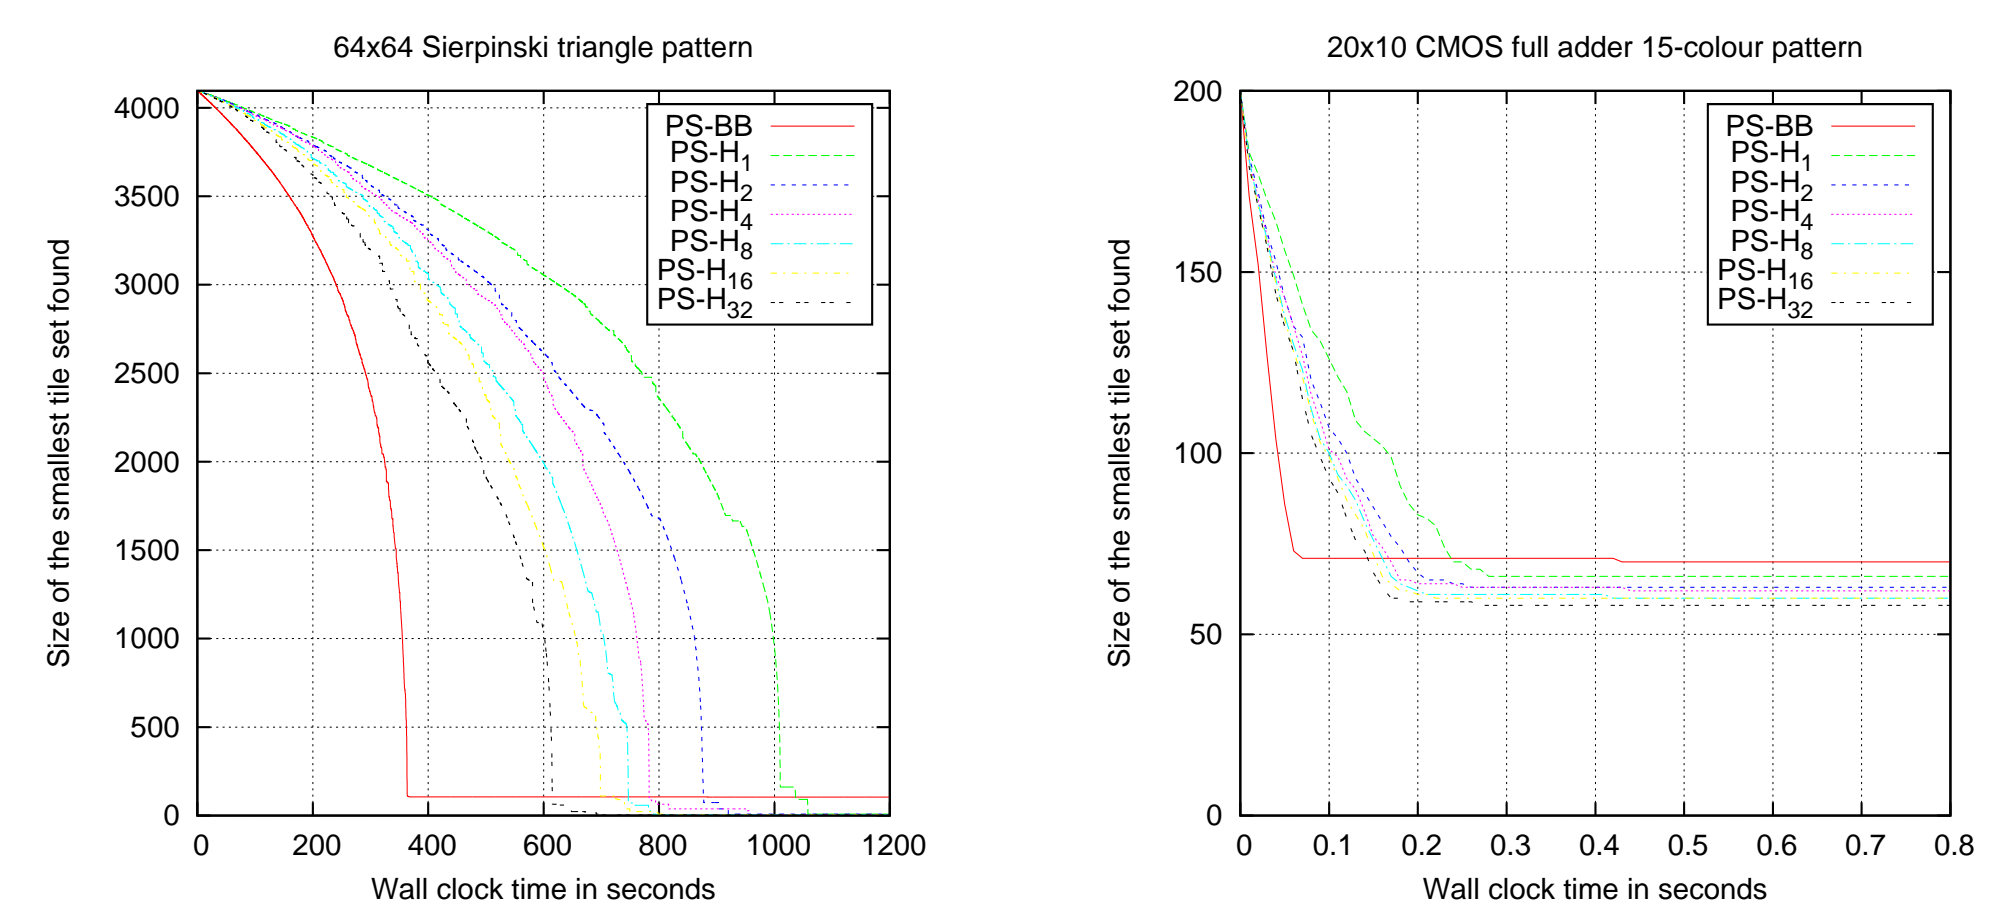 64x64 Sierpinski triangle pattern
Size of the smallest tile set found
4000
3500
3000
2500
2000
1500
1000
500
0
0 200 400 600 800 1000 1200
Wall clock time in seconds
PS-BB
PS-H1
PS-H2
PS-H4
PS-H8
PS-H16
PS-H32
20x10 CMOS full adder 15-colour pattern
Size of the smallest tile set found
200
150
100
50
0
0 0.1 0.2 0.3 0.4 0.5 0.6 0.7 0.8
Wall clock time in seconds
PS-BB
PS-H1
PS-H2
PS-H4
PS-H8
PS-H16
PS-H32